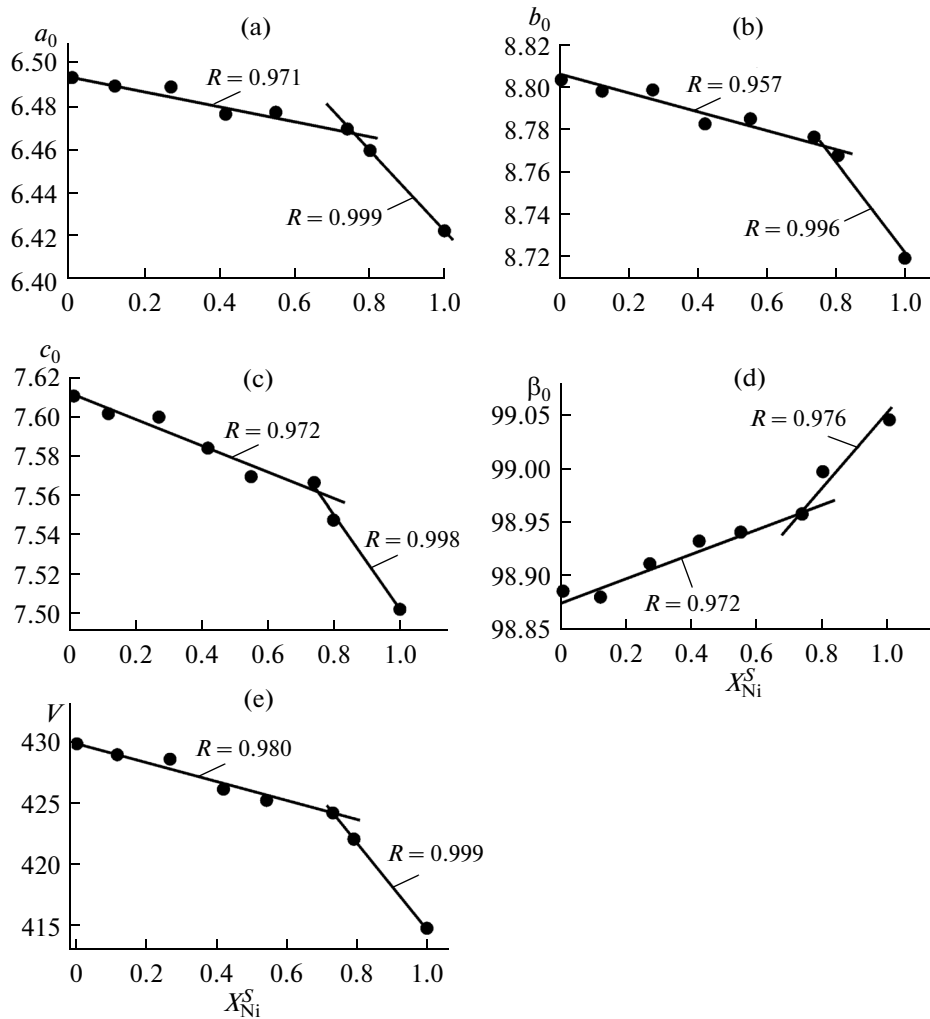 (a)
a₀
6.50
6.48
6.46
6.44
6.42
6.40
R = 0.971
R = 0.999
0 0.2 0.4 0.6 0.8 1.0
(b)
b₀
8.82
8.80
8.78
8.76
8.74
8.72
R = 0.957
R = 0.996
0 0.2 0.4 0.6 0.8 1.0
(c)
c₀
7.62
7.60
7.58
7.56
7.54
7.52
7.50
R = 0.972
R = 0.998
0 0.2 0.4 0.6 0.8 1.0
(d)
β₀
99.05
99.00
98.95
98.90
98.85
R = 0.976
R = 0.972
0 0.2 0.4 0.6 0.8 1.0
X^S_Ni
(e)
V
430
425
420
415
R = 0.980
R = 0.999
0 0.2 0.4 0.6 0.8 1.0
X^S_Ni